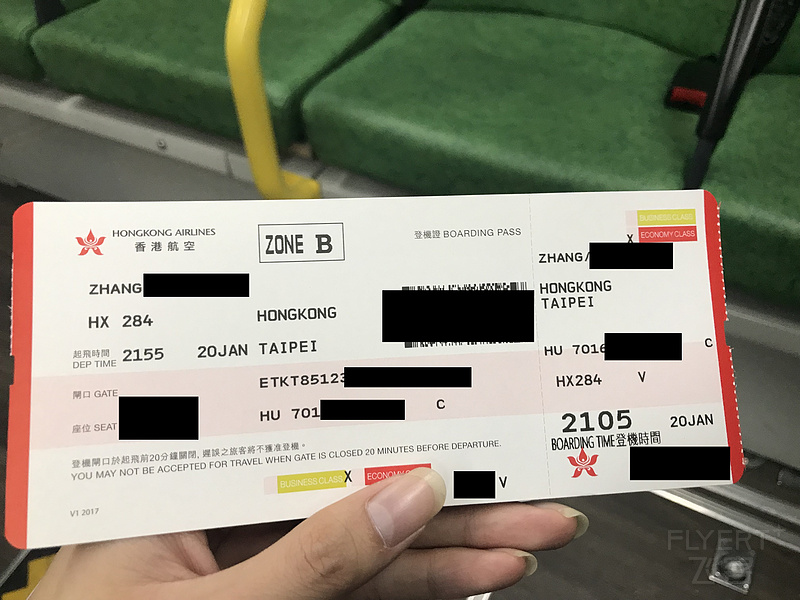 HONGKONG AIRLINES
香港航空
ZONE B
登機證 BOARDING PASS
ZHANG
HX 284
HONGKONG
起飛時間
DEP TIME 2155 20JAN TAIPEI
閘口 GATE
ETKT85123
座位 SEAT
HU 701 C
登機閘口於起飛前20分鐘關閉, 遲誤之旅客將不獲准登機。
YOU MAY NOT BE ACCEPTED FOR TRAVEL WHEN GATE IS CLOSED 20 MINUTES BEFORE DEPARTURE.
BUSINESS CLASS X ECONOMY CLASS V
V1 2017
BUSINESS CLASS
X ECONOMY CLASS
ZHANG/
HONGKONG
TAIPEI
HU 7016 C
HX284 V
2105 20JAN
BOARDING TIME登機時間
FLYERT+